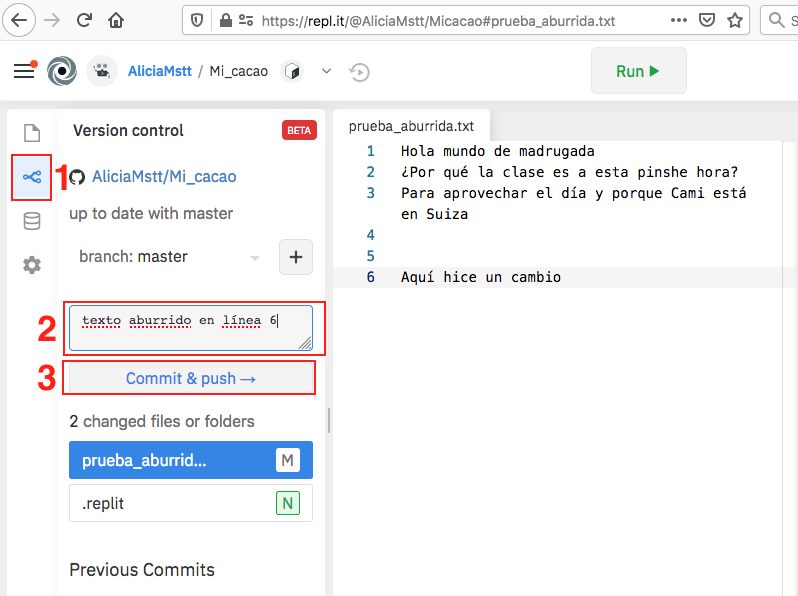 https://repl.it/@AliciaMstt/Micacao#prueba_aburrida.txt
S
AliciaMstt / Mi_cacao
Run
Version control BETA
1
AliciaMstt/Mi_cacao
up to date with master
branch: master
+
2
texto aburrido en línea 6
3
Commit & push →
2 changed files or folders
prueba_aburrid... M
.replit N
Previous Commits
prueba_aburrida.txt
1 Hola mundo de madrugada
2 ¿Por qué la clase es a esta pinshe hora?
3 Para aprovechar el día y porque Cami está
en Suiza
4
5
6 Aquí hice un cambio